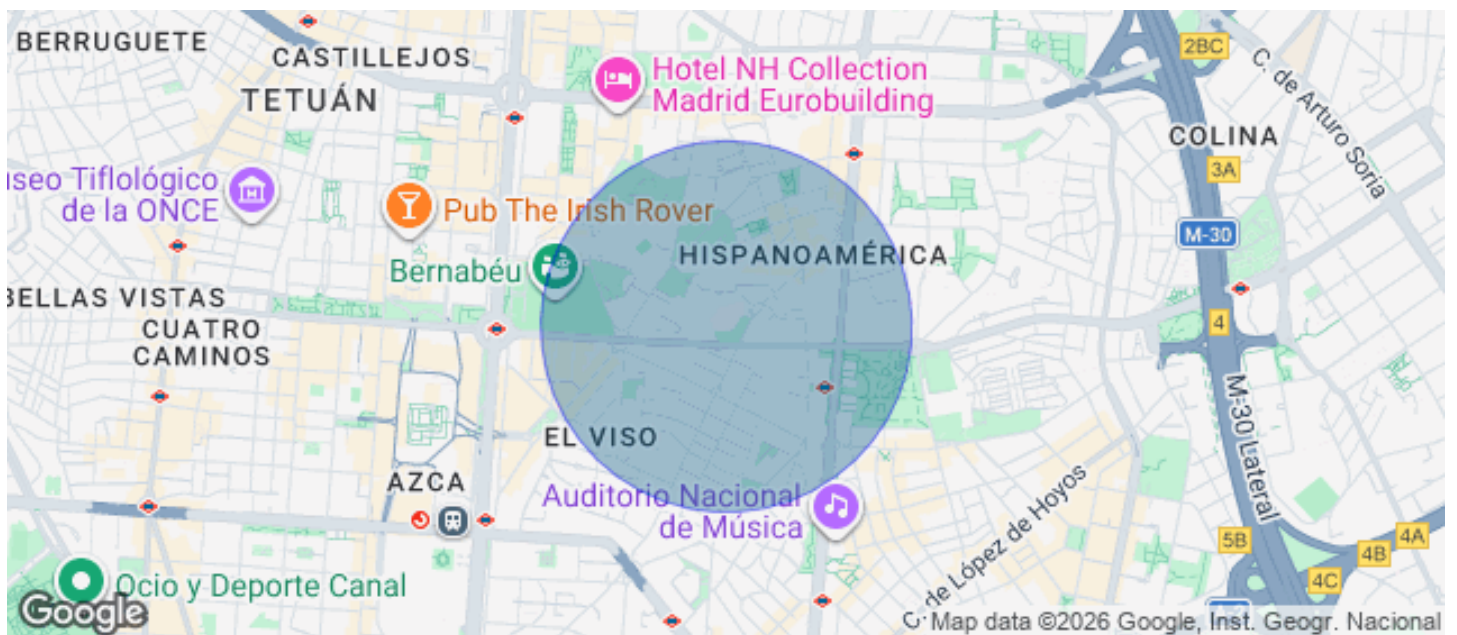 BERRUGUETE
CASTILLEJOS
TETUÁN
Hotel NH Collection
Madrid Eurobuilding
2BC
C. de Arturo Soria
COLINA
3A
useo Tiflológico
de la ONCE
Pub The Irish Rover
M-30
HISPANOAMÉRICA
Bernabéu
BELLAS VISTAS
CUATRO
CAMINOS
4
EL VISO
M-30 Lateral
AZCA
Auditorio Nacional
de Música
C. de López de Hoyos
5B
4A
4B
4C
Ocio y Deporte Canal
Google
Map data ©2026 Google, Inst. Geogr. Nacional